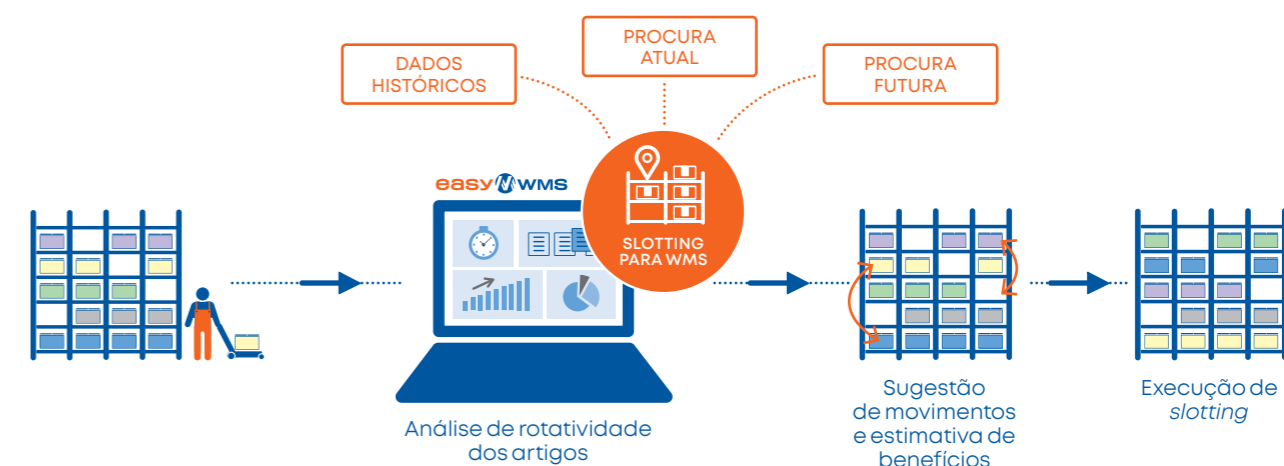 PROCURA
ATUAL
DADOS
HISTÓRICOS
PROCURA
FUTURA
easy WMS
SLOTTING
PARA WMS
Análise de rotatividade
dos artigos
Sugestão
de movimentos
e estimativa de
benefícios
Execução de
slotting